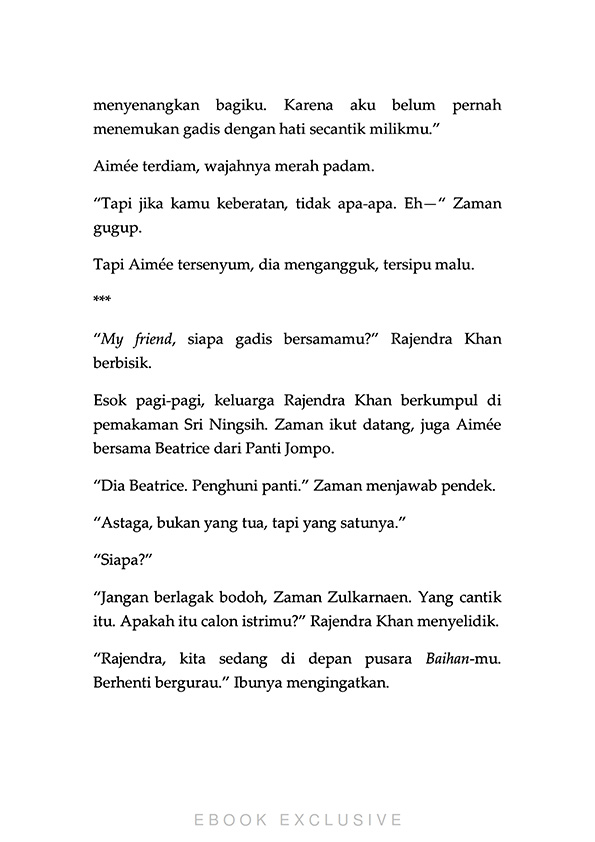 menyenangkan bagiku. Karena aku belum pernah
menemukan gadis dengan hati secantik milikmu.”
Aimée terdiam, wajahnya merah padam.
“Tapi jika kamu keberatan, tidak apa-apa. Eh—“ Zaman
gugup.
Tapi Aimée tersenyum, dia mengangguk, tersipu malu.
***
“My friend, siapa gadis bersamamu?” Rajendra Khan
berbisik.
Esok pagi-pagi, keluarga Rajendra Khan berkumpul di
pemakaman Sri Ningsih. Zaman ikut datang, juga Aimée
bersama Beatrice dari Panti Jompo.
“Dia Beatrice. Penghuni panti.” Zaman menjawab pendek.
“Astaga, bukan yang tua, tapi yang satunya.”
“Siapa?”
“Jangan berlagak bodoh, Zaman Zulkarnaen. Yang cantik
itu. Apakah itu calon istrimu?” Rajendra Khan menyelidik.
“Rajendra, kita sedang di depan pusara Baihan-mu.
Berhenti bergurau.” Ibunya mengingatkan.
EBOOK EXCLUSIVE